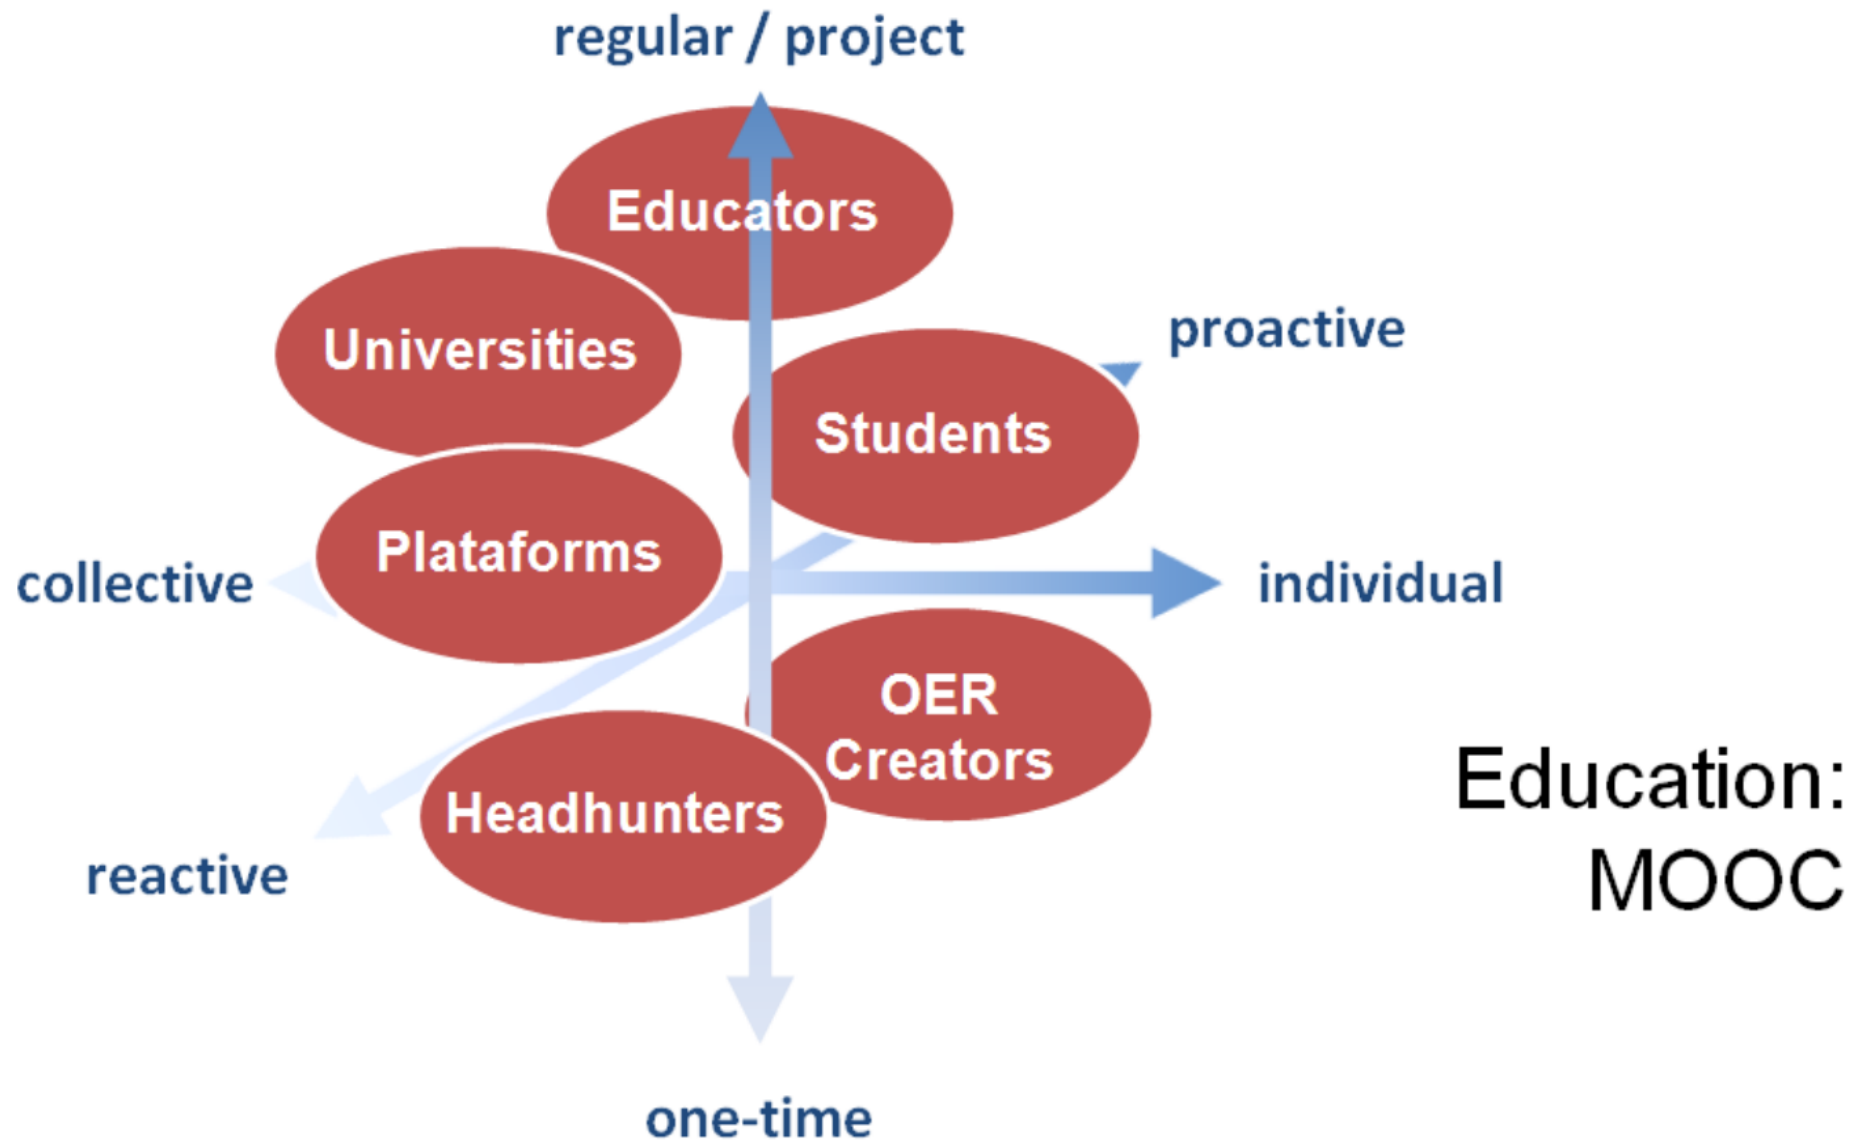 regular / project
Educators
Universities
proactive
Students
Plataforms
collective
individual
OER
Creators
Headhunters
reactive
Education:
MOOC
one-time